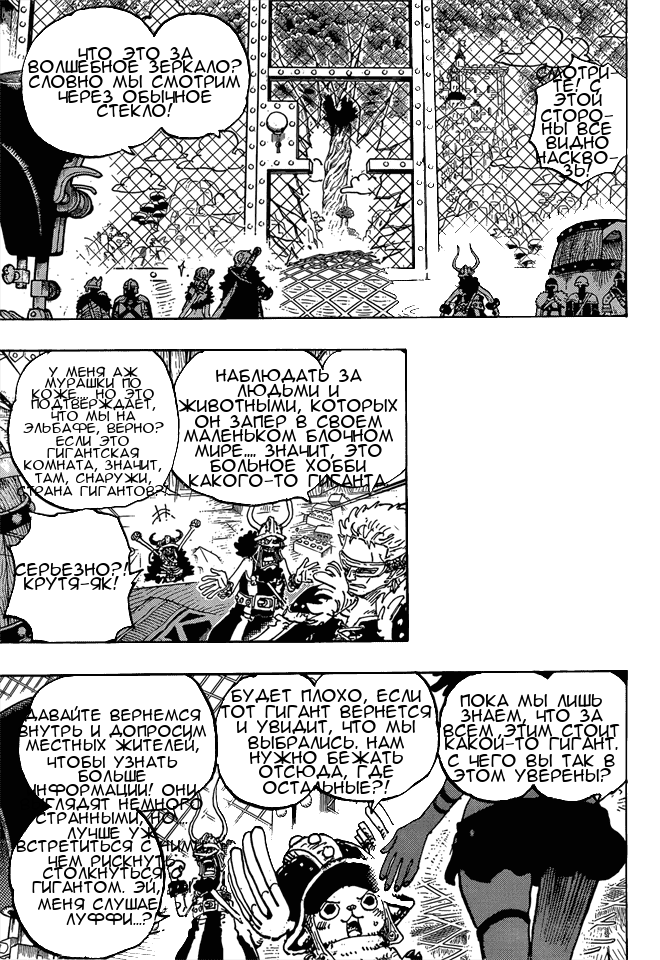 ЧТО ЭТО ЗА
ВОЛШЕБНОЕ ЗЕРКАЛО?
СЛОВНО МЫ СМОТРИМ
ЧЕРЕЗ ОБЫЧНОЕ
СТЕКЛО!
СМОТРИ-
ТЕ! С
ЭТОЙ
СТОРО-
НЫ ВСЕ
ВИДНО
НАСКВО-
ЗЬ!
У МЕНЯ АЖ
МУРАШКИ ПО
КОЖЕ.... НО ЭТО
ПОДТВЕРЖДАЕТ,
ЧТО МЫ НА
ЭЛЬБАФЕ, ВЕРНО?
ЕСЛИ ЭТО
ГИГАНТСКАЯ
КОМНАТА, ЗНАЧИТ,
ТАМ, СНАРУЖИ,
СТРАНА ГИГАНТОВ??
НАБЛЮДАТЬ ЗА
ЛЮДЬМИ И
ЖИВОТНЫМИ, КОТОРЫХ
ОН ЗАПЕР В СВОЕМ
МАЛЕНЬКОМ БЛОЧНОМ
МИРЕ.... ЗНАЧИТ, ЭТО
БОЛЬНОЕ ХОББИ
КАКОГО-ТО ГИГАНТА
СЕРЬЕЗНО?!
КРУТЯ-ЯК!
ДАВАЙТЕ ВЕРНЕМСЯ
ВНУТРЬ И ДОПРОСИМ
МЕСТНЫХ ЖИТЕЛЕЙ,
ЧТОБЫ УЗНАТЬ
БОЛЬШЕ
ИНФОРМАЦИИ! ОНИ
ВЫГЛЯДЯТ НЕМНОГО
СТРАННЫМИ, НО
ЛУЧШЕ УЖ
ВСТРЕТИТЬСЯ С НИМИ,
ЧЕМ РИСКНУТЬ
СТОЛКНУТЬСЯ С
ГИГАНТОМ. ЭЙ, ТЫ
МЕНЯ СЛУШАЕШЬ,
ЛУФФИ...?
БУДЕТ ПЛОХО, ЕСЛИ
ТОТ ГИГАНТ ВЕРНЕТСЯ
И УВИДИТ, ЧТО МЫ
ВЫБРАЛИСЬ. НАМ
НУЖНО БЕЖАТЬ
ОТСЮДА, ГДЕ
ОСТАЛЬНЫЕ?!
ПОКА МЫ ЛИШЬ
ЗНАЕМ, ЧТО ЗА
ВСЕМ ЭТИМ СТОИТ
КАКОЙ-ТО ГИГАНТ.
С ЧЕГО ВЫ ТАК В
ЭТОМ УВЕРЕНЫ?